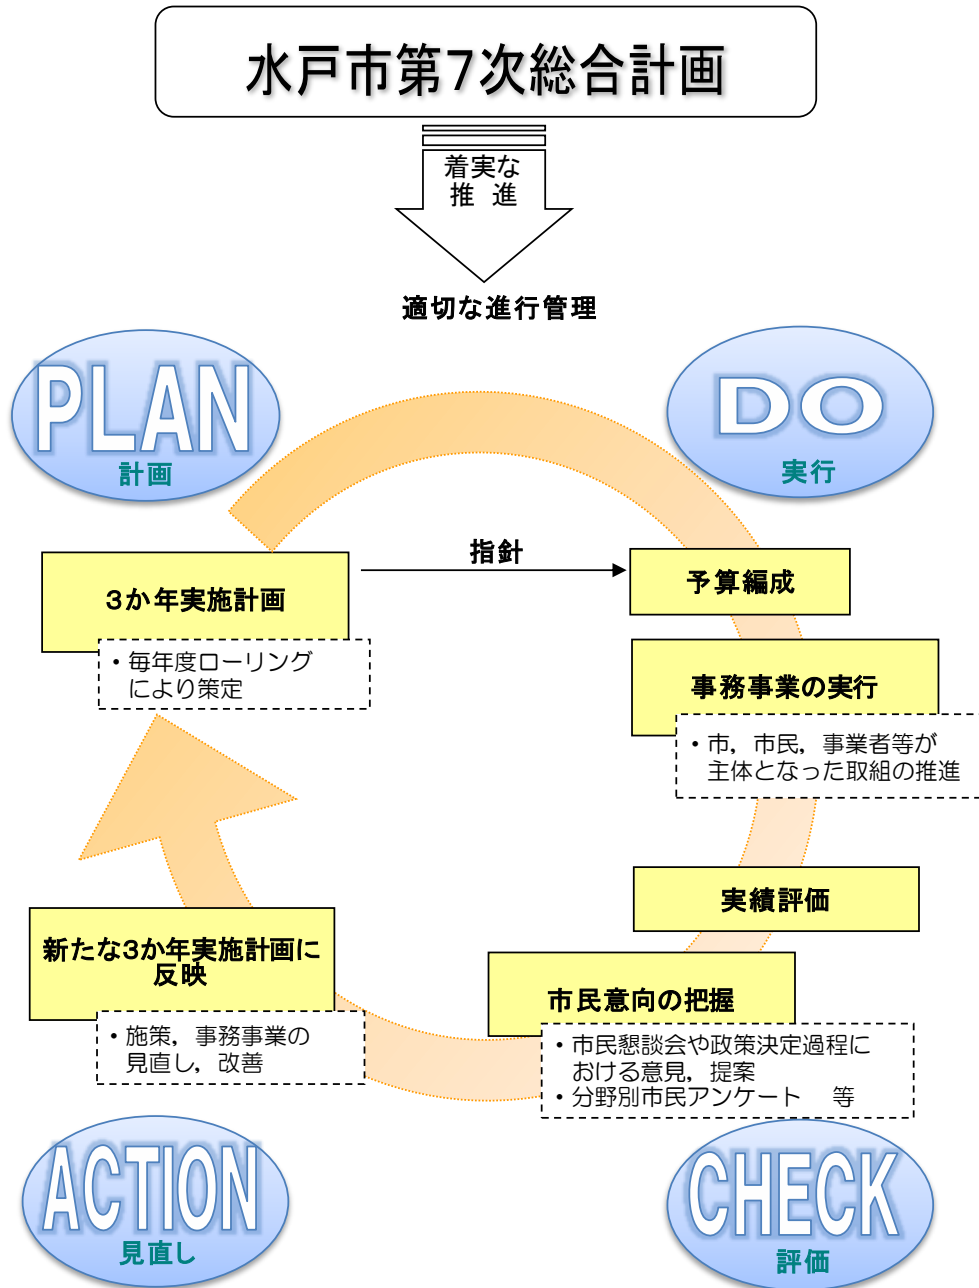 水戸市第7次総合計画
着実な
推 進
適切な進行管理
PLAN
計画
DO
実行
3か年実施計画
・毎年度ローリング
により策定
指針
予算編成
事務事業の実行
・市，市民，事業者等が
主体となった取組の推進
実績評価
市民意向の把握
・市民懇談会や政策決定過程に
おける意見，提案
・分野別市民アンケート 等
新たな3か年実施計画に
反映
・施策，事務事業の
見直し，改善
ACTION
見直し
CHECK
評価